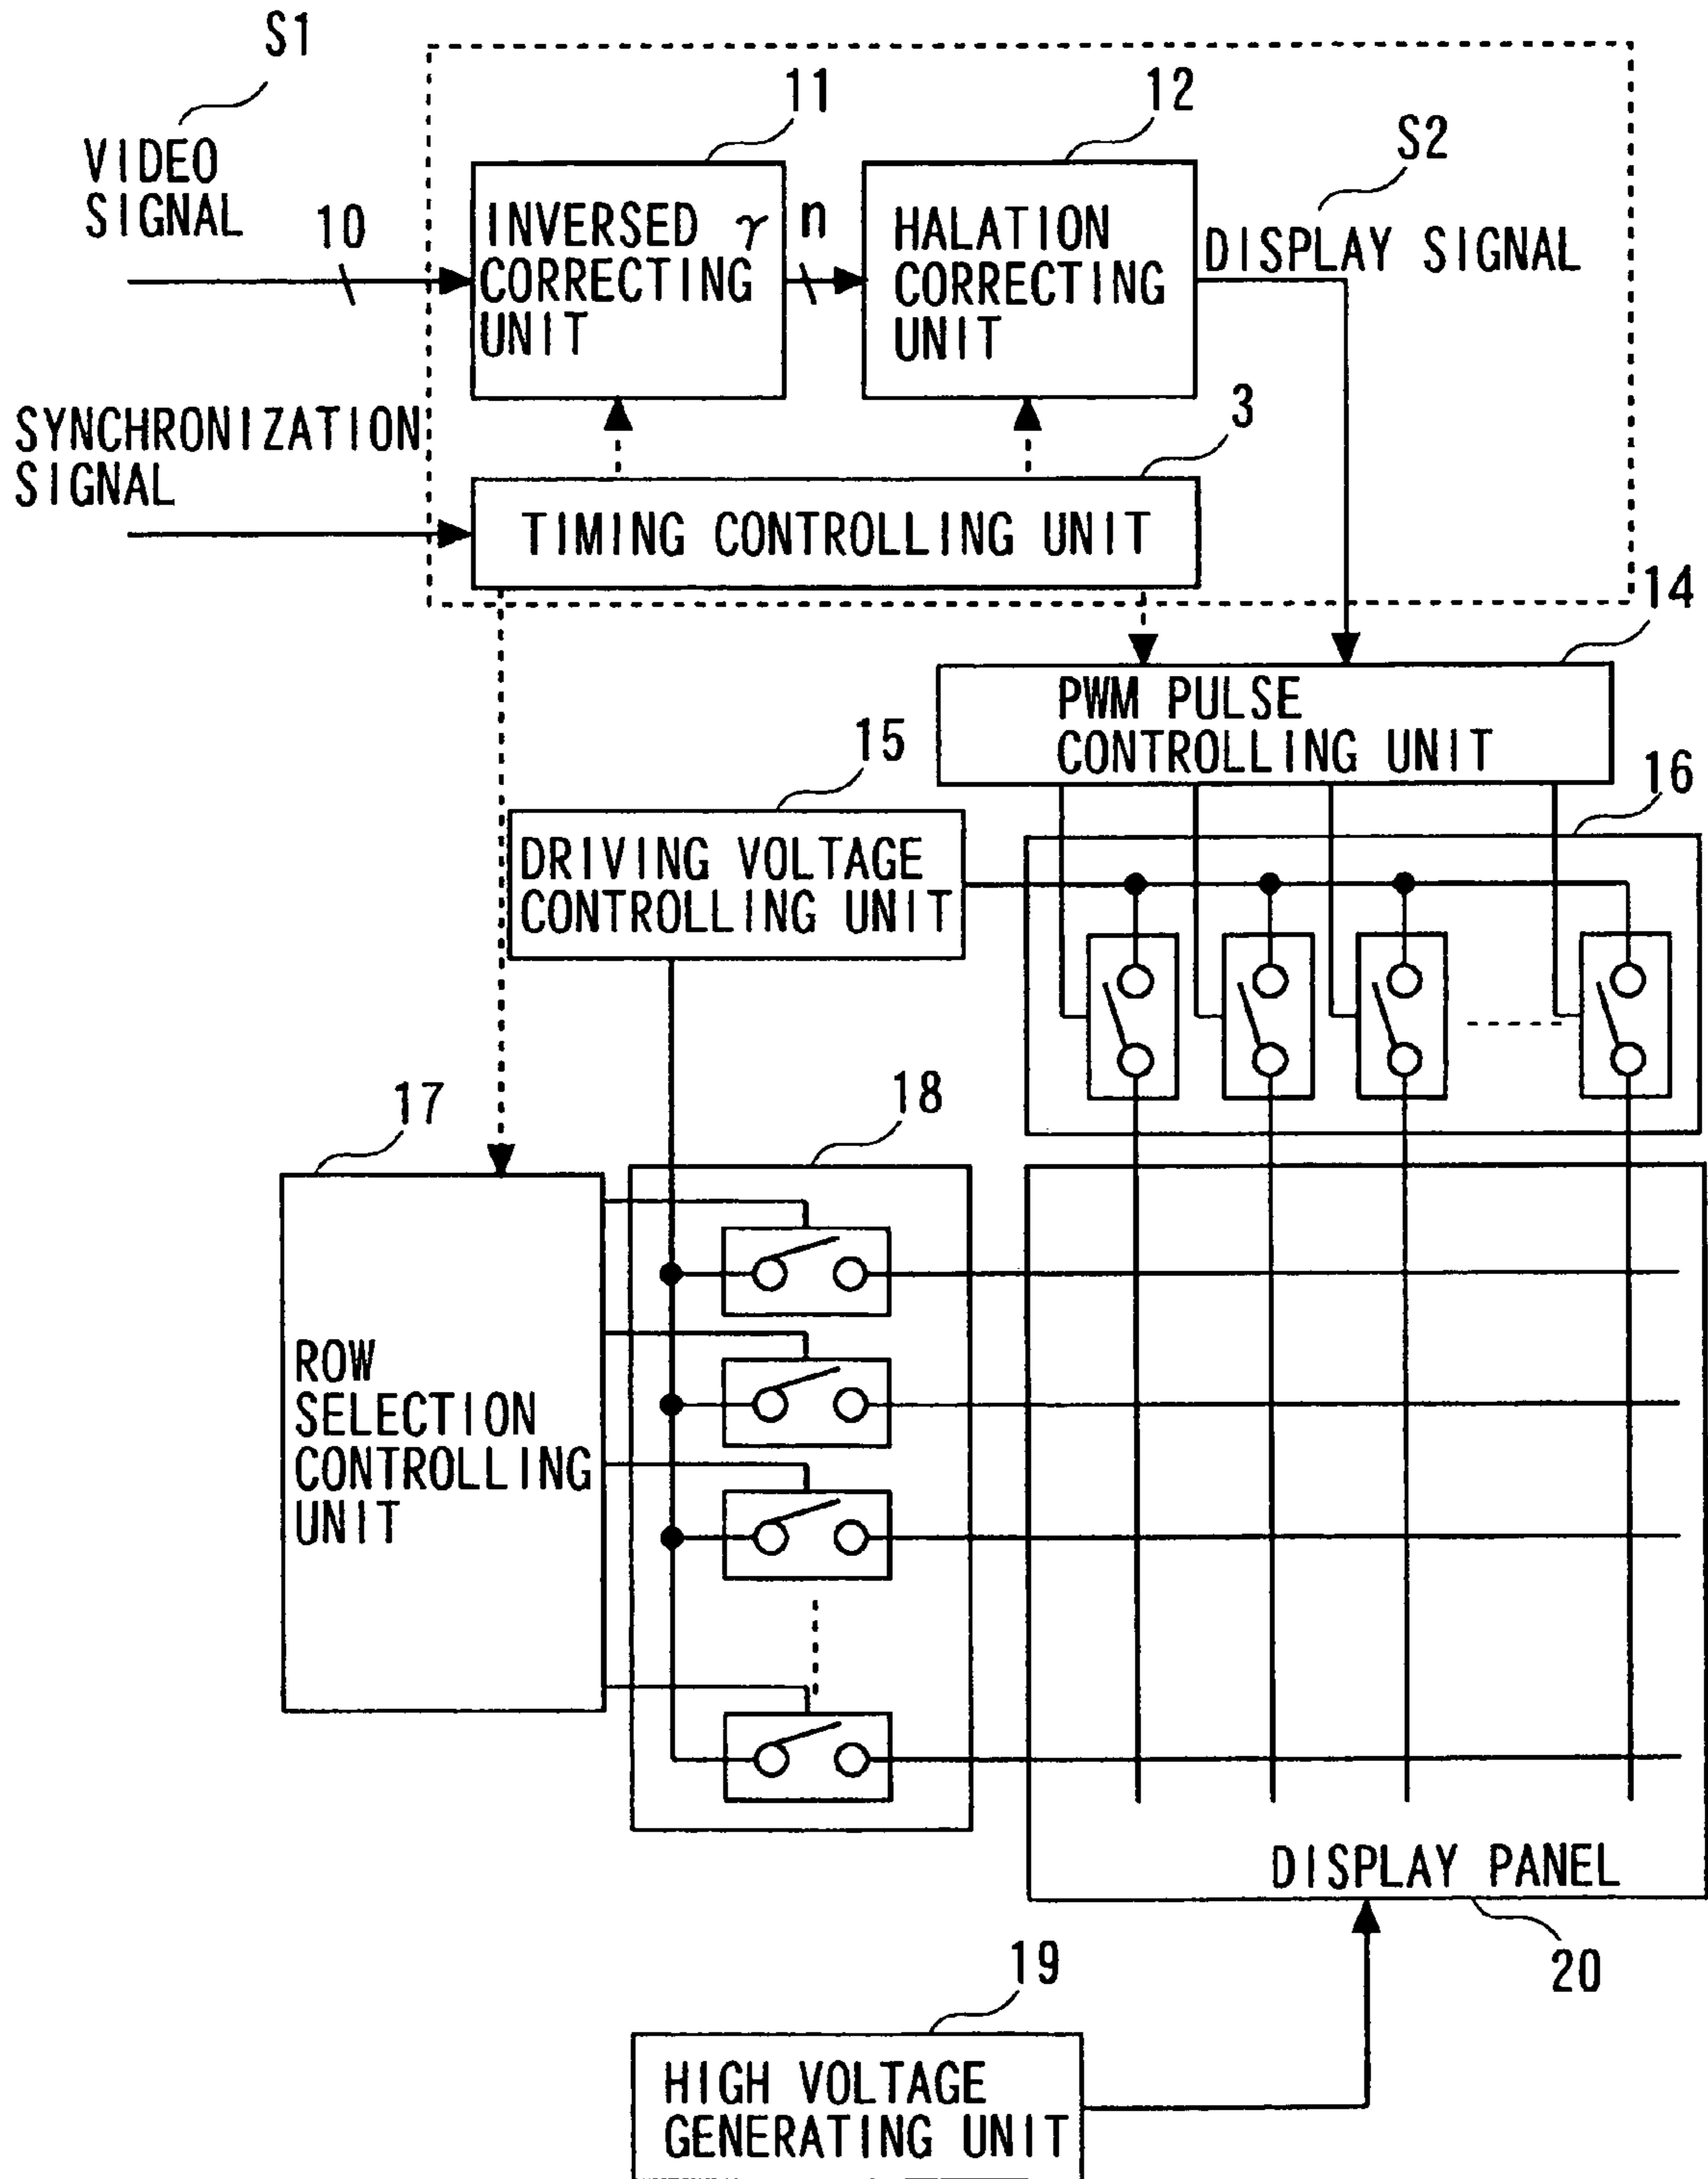 S1
VIDEO
SIGNAL
10
11
INVERSED γ
CORRECTING
UNIT
n
12
HALATION
CORRECTING
UNIT
S2
DISPLAY SIGNAL
SYNCHRONIZATION
SIGNAL
3
TIMING CONTROLLING UNIT
14
PWM PULSE
CONTROLLING UNIT
15
DRIVING VOLTAGE
CONTROLLING UNIT
16
17
ROW
SELECTION
CONTROLLING
UNIT
18
DISPLAY PANEL
20
19
HIGH VOLTAGE
GENERATING UNIT